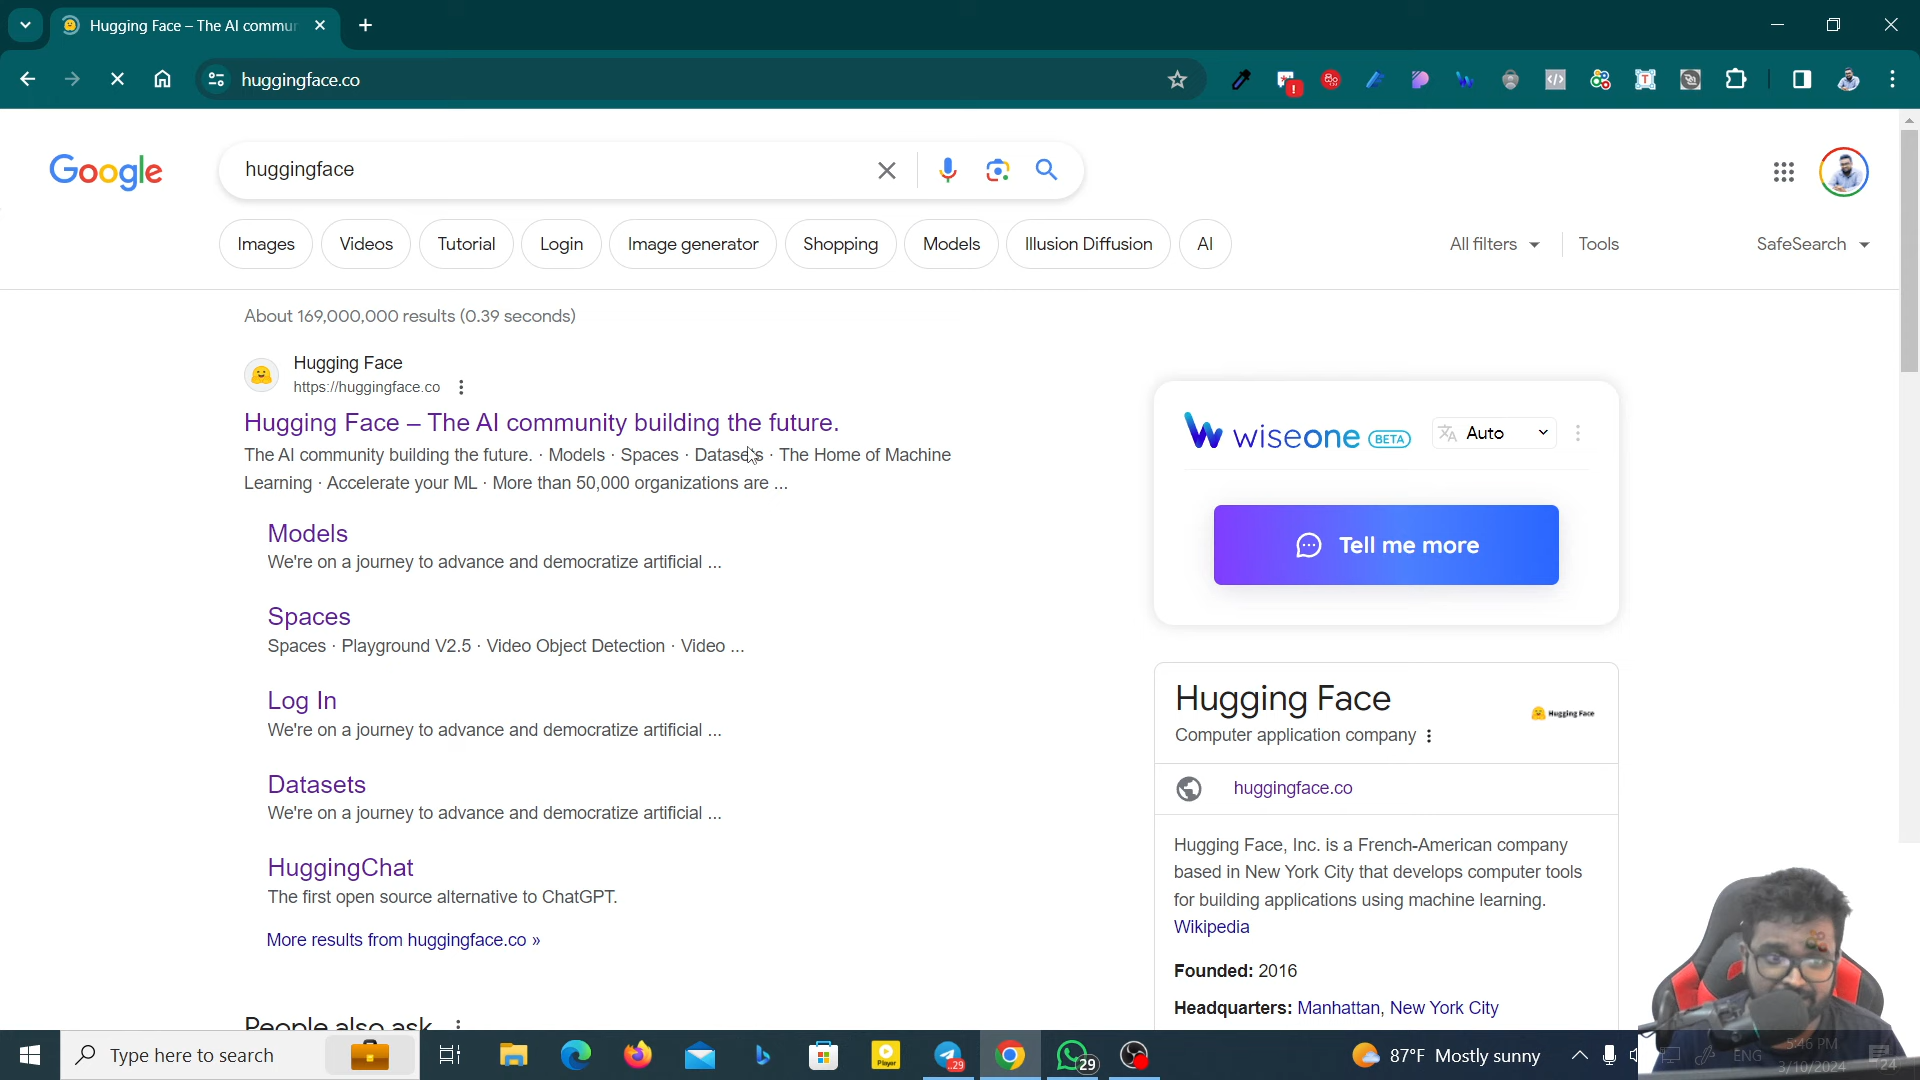 Hugging Face – The AI commun
huggingface.co
Google
huggingface
Images
Videos
Tutorial
Login
Image generator
Shopping
Models
Illusion Diffusion
AI
All filters
Tools
SafeSearch
About 169,000,000 results (0.39 seconds)
Hugging Face
https://huggingface.co
Hugging Face – The AI community building the future.
The AI community building the future. · Models · Spaces · Datasets · The Home of Machine
Learning · Accelerate your ML · More than 50,000 organizations are ...
Models
We're on a journey to advance and democratize artificial ...
Spaces
Spaces · Playground V2.5 · Video Object Detection · Video ...
Log In
We're on a journey to advance and democratize artificial ...
Datasets
We're on a journey to advance and democratize artificial ...
HuggingChat
The first open source alternative to ChatGPT.
More results from huggingface.co »
People also ask
wiseone BETA
Auto
Tell me more
Hugging Face
Hugging Face
Computer application company
huggingface.co
Hugging Face, Inc. is a French-American company
based in New York City that develops computer tools
for building applications using machine learning.
Wikipedia
Founded: 2016
Headquarters: Manhattan, New York City
Type here to search
Player
29
29
87°F Mostly sunny
ENG
5:46 PM
3/10/2024
24